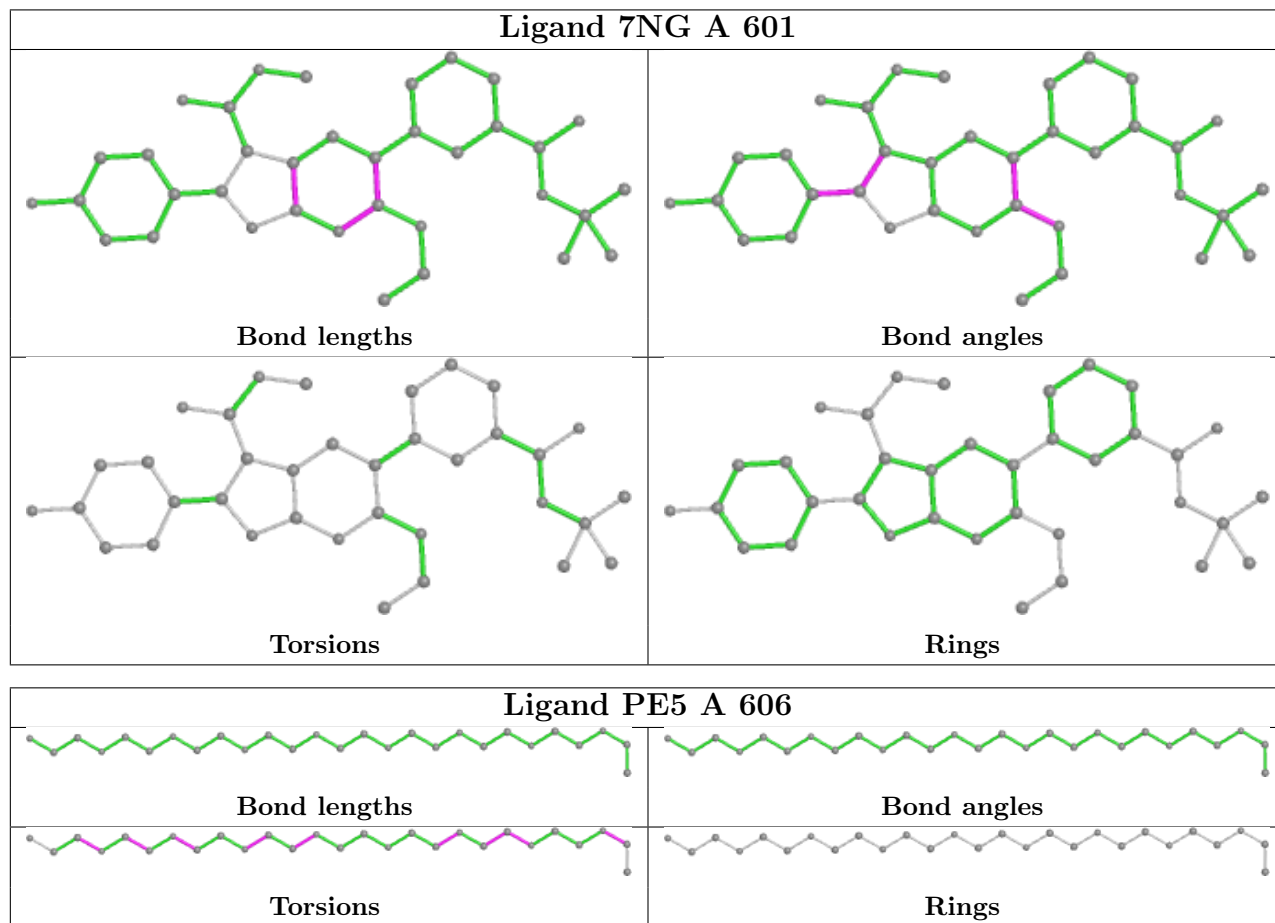 Ligand 7NG A 601
Bond lengths
Bond angles
Torsions
Rings
Ligand PE5 A 606
Bond lengths
Bond angles
Torsions
Rings